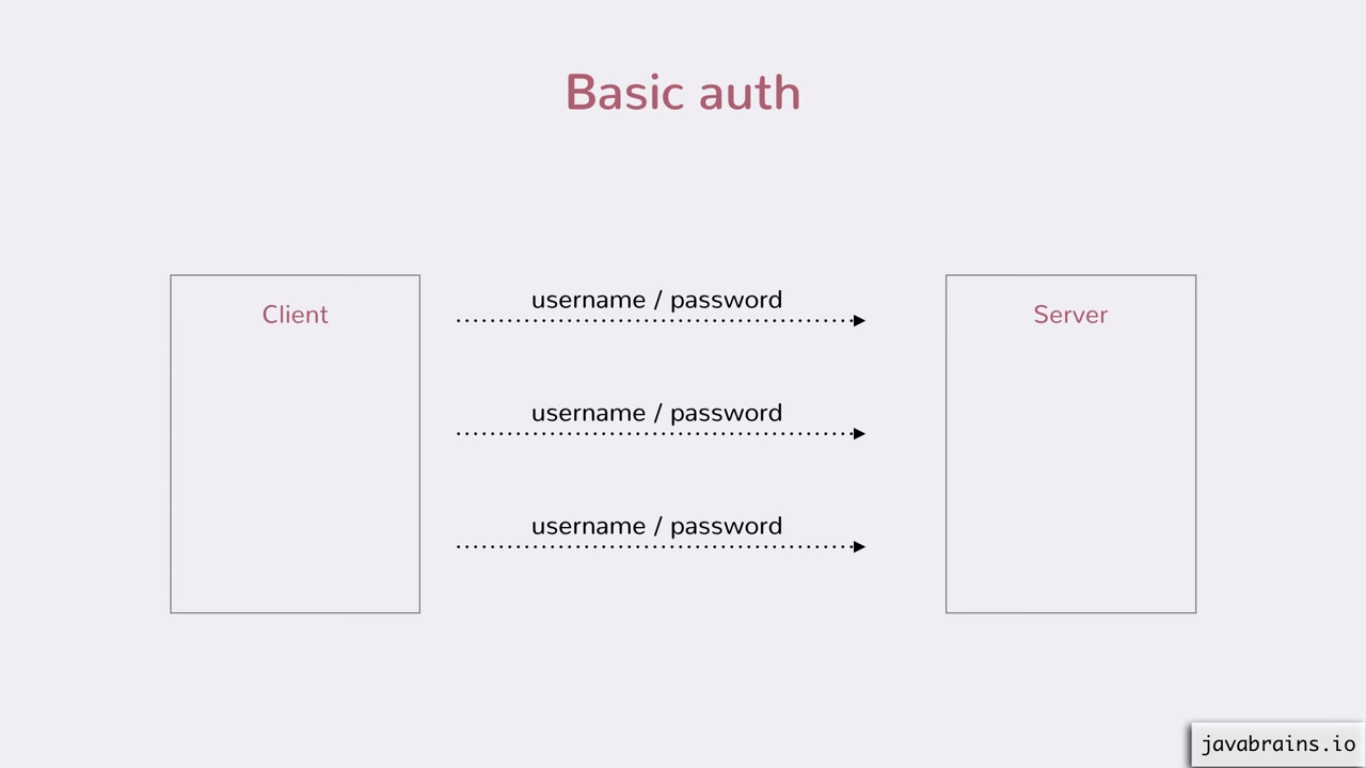 Basic auth
Client
username / password
Server
username / password
username / password
javabrains.io